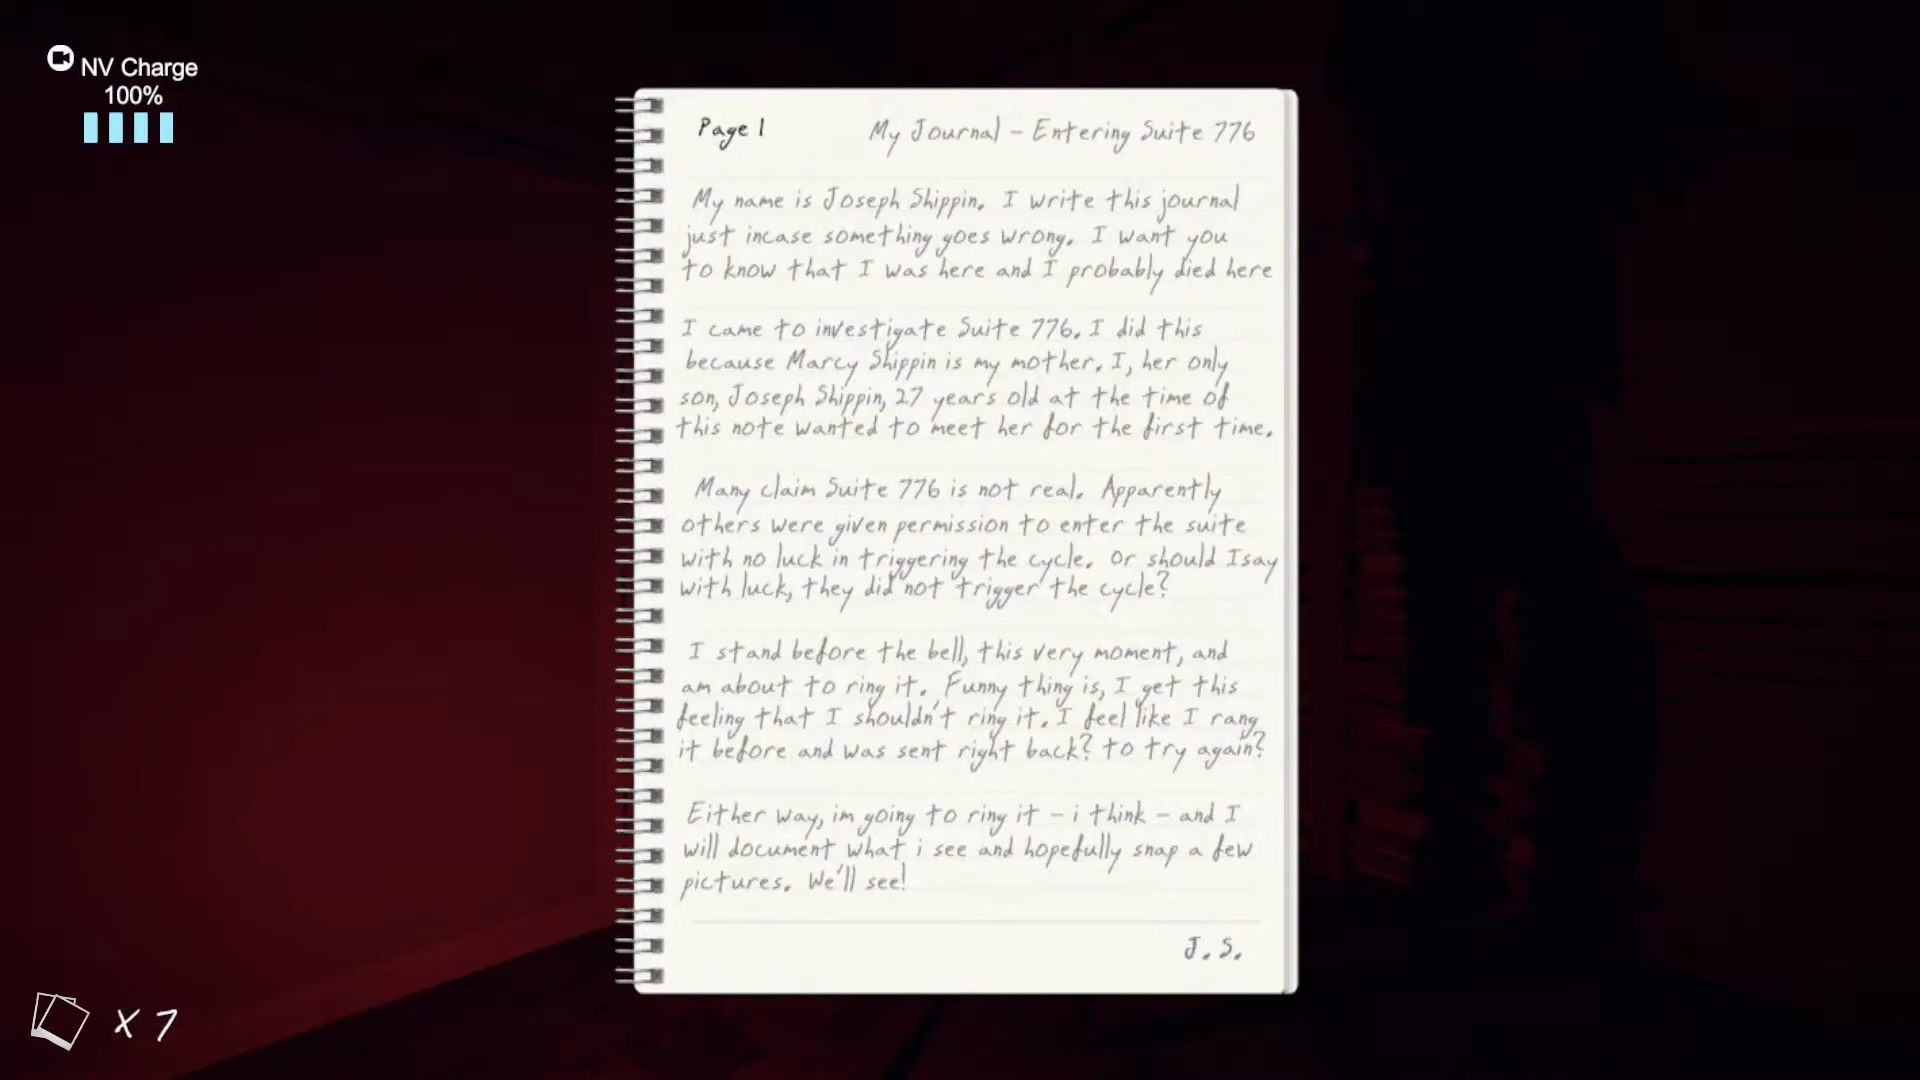 NV Charge
100%
Page 1
My Journal - Entering Suite 776
My name is Joseph Shippin. I write this journal
just incase something goes wrong. I want you
to know that I was here and I probably died here
I came to investigate Suite 776. I did this
because Marcy Shippin is my mother. I, her only
son, Joseph Shippin, 27 years old at the time of
this note wanted to meet her for the first time.
Many claim Suite 776 is not real. Apparently
others were given permission to enter the suite
with no luck in triggering the cycle. Or should I say
with luck, they did not trigger the cycle?
I stand before the bell, this very moment, and
am about to ring it. Funny thing is, I get this
feeling that I shouldn't ring it. I feel like I rang
it before and was sent right back? to try again?
Either way, im going to ring it - i think - and I
will document what i see and hopefully snap a few
pictures. We'll see!
J. S.
X 7